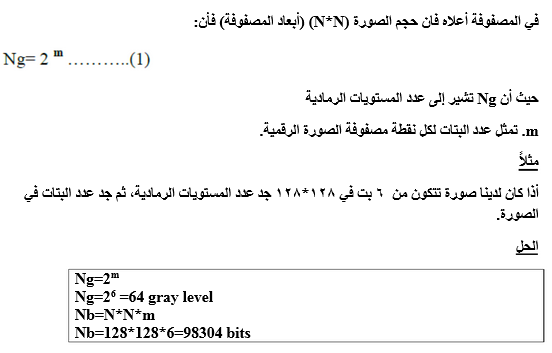 في المصفوفة أعلاه فان حجم الصورة (N*N) (أبعاد المصفوفة) فأن:
Ng= 2 ᵐ ………..(1)
حيث أن Ng تشير إلى عدد المستويات الرمادية
m. تمثل عدد البتات لكل نقطة مصفوفة الصورة الرقمية.
مثلاً
أذا كان لدينا صورة تتكون من ٦ بت في ١٢٨*١٢٨ جد عدد المستويات الرمادية، ثم جد عدد البتات في
الصورة.
الحل
Ng=2ᵐ
Ng=2⁶ =64 gray level
Nb=N*N*m
Nb=128*128*6=98304 bits